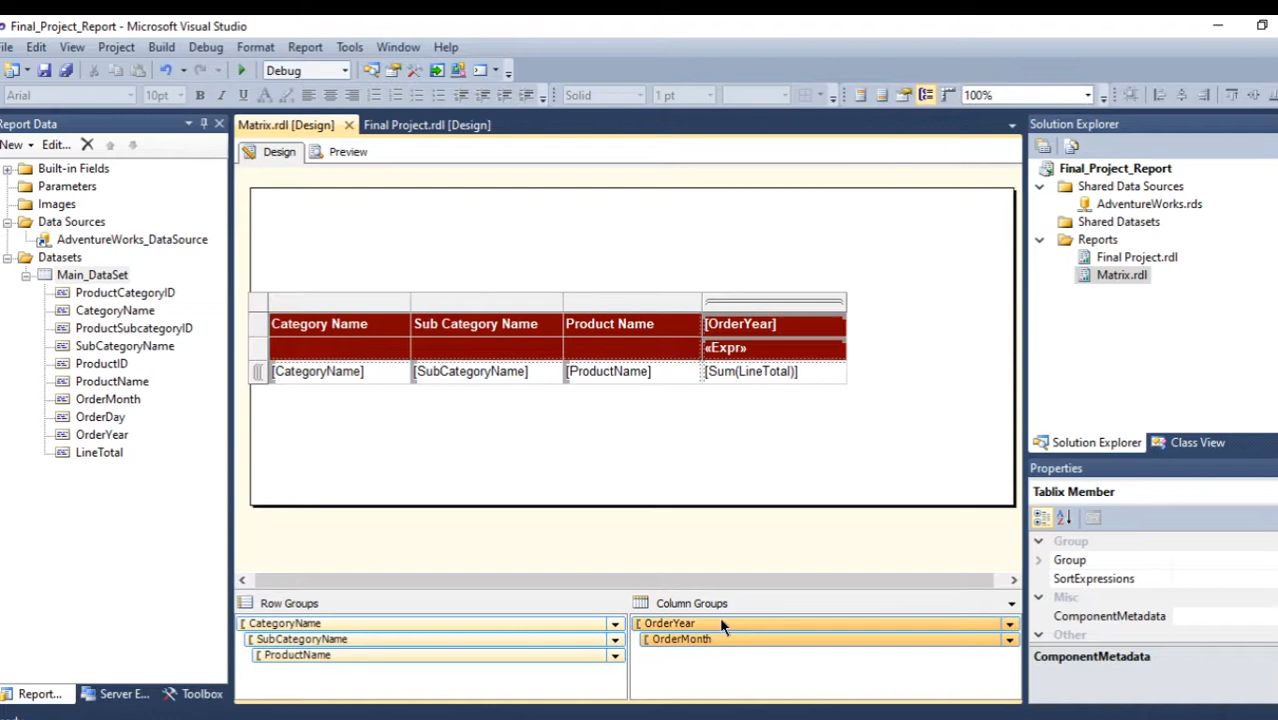 Final_Project_Report - Microsoft Visual Studio
File Edit View Project Build Debug Format Report Tools Window Help
Debug
Arial 10pt B I U A Solid 1 pt 100%
Report Data
New Edit...
Built-in Fields
Parameters
Images
Data Sources
AdventureWorks_DataSource
Datasets
Main_DataSet
ProductCategoryID
CategoryName
ProductSubcategoryID
SubCategoryName
ProductID
ProductName
OrderMonth
OrderDay
OrderYear
LineTotal
Report... Server E... Toolbox
Matrix.rdl [Design] Final Project.rdl [Design]
Design Preview
Category Name Sub Category Name Product Name [OrderYear]
«Expr»
[CategoryName] [SubCategoryName] [ProductName] [Sum(LineTotal)]
Row Groups Column Groups
[ CategoryName [ OrderYear
[ SubCategoryName [ OrderMonth
[ ProductName
Solution Explorer
Final_Project_Report
Shared Data Sources
AdventureWorks.rds
Shared Datasets
Reports
Final Project.rdl
Matrix.rdl
Solution Explorer Class View
Properties
Tablix Member
Group
Group
SortExpressions
Misc
ComponentMetadata
Other
ComponentMetadata